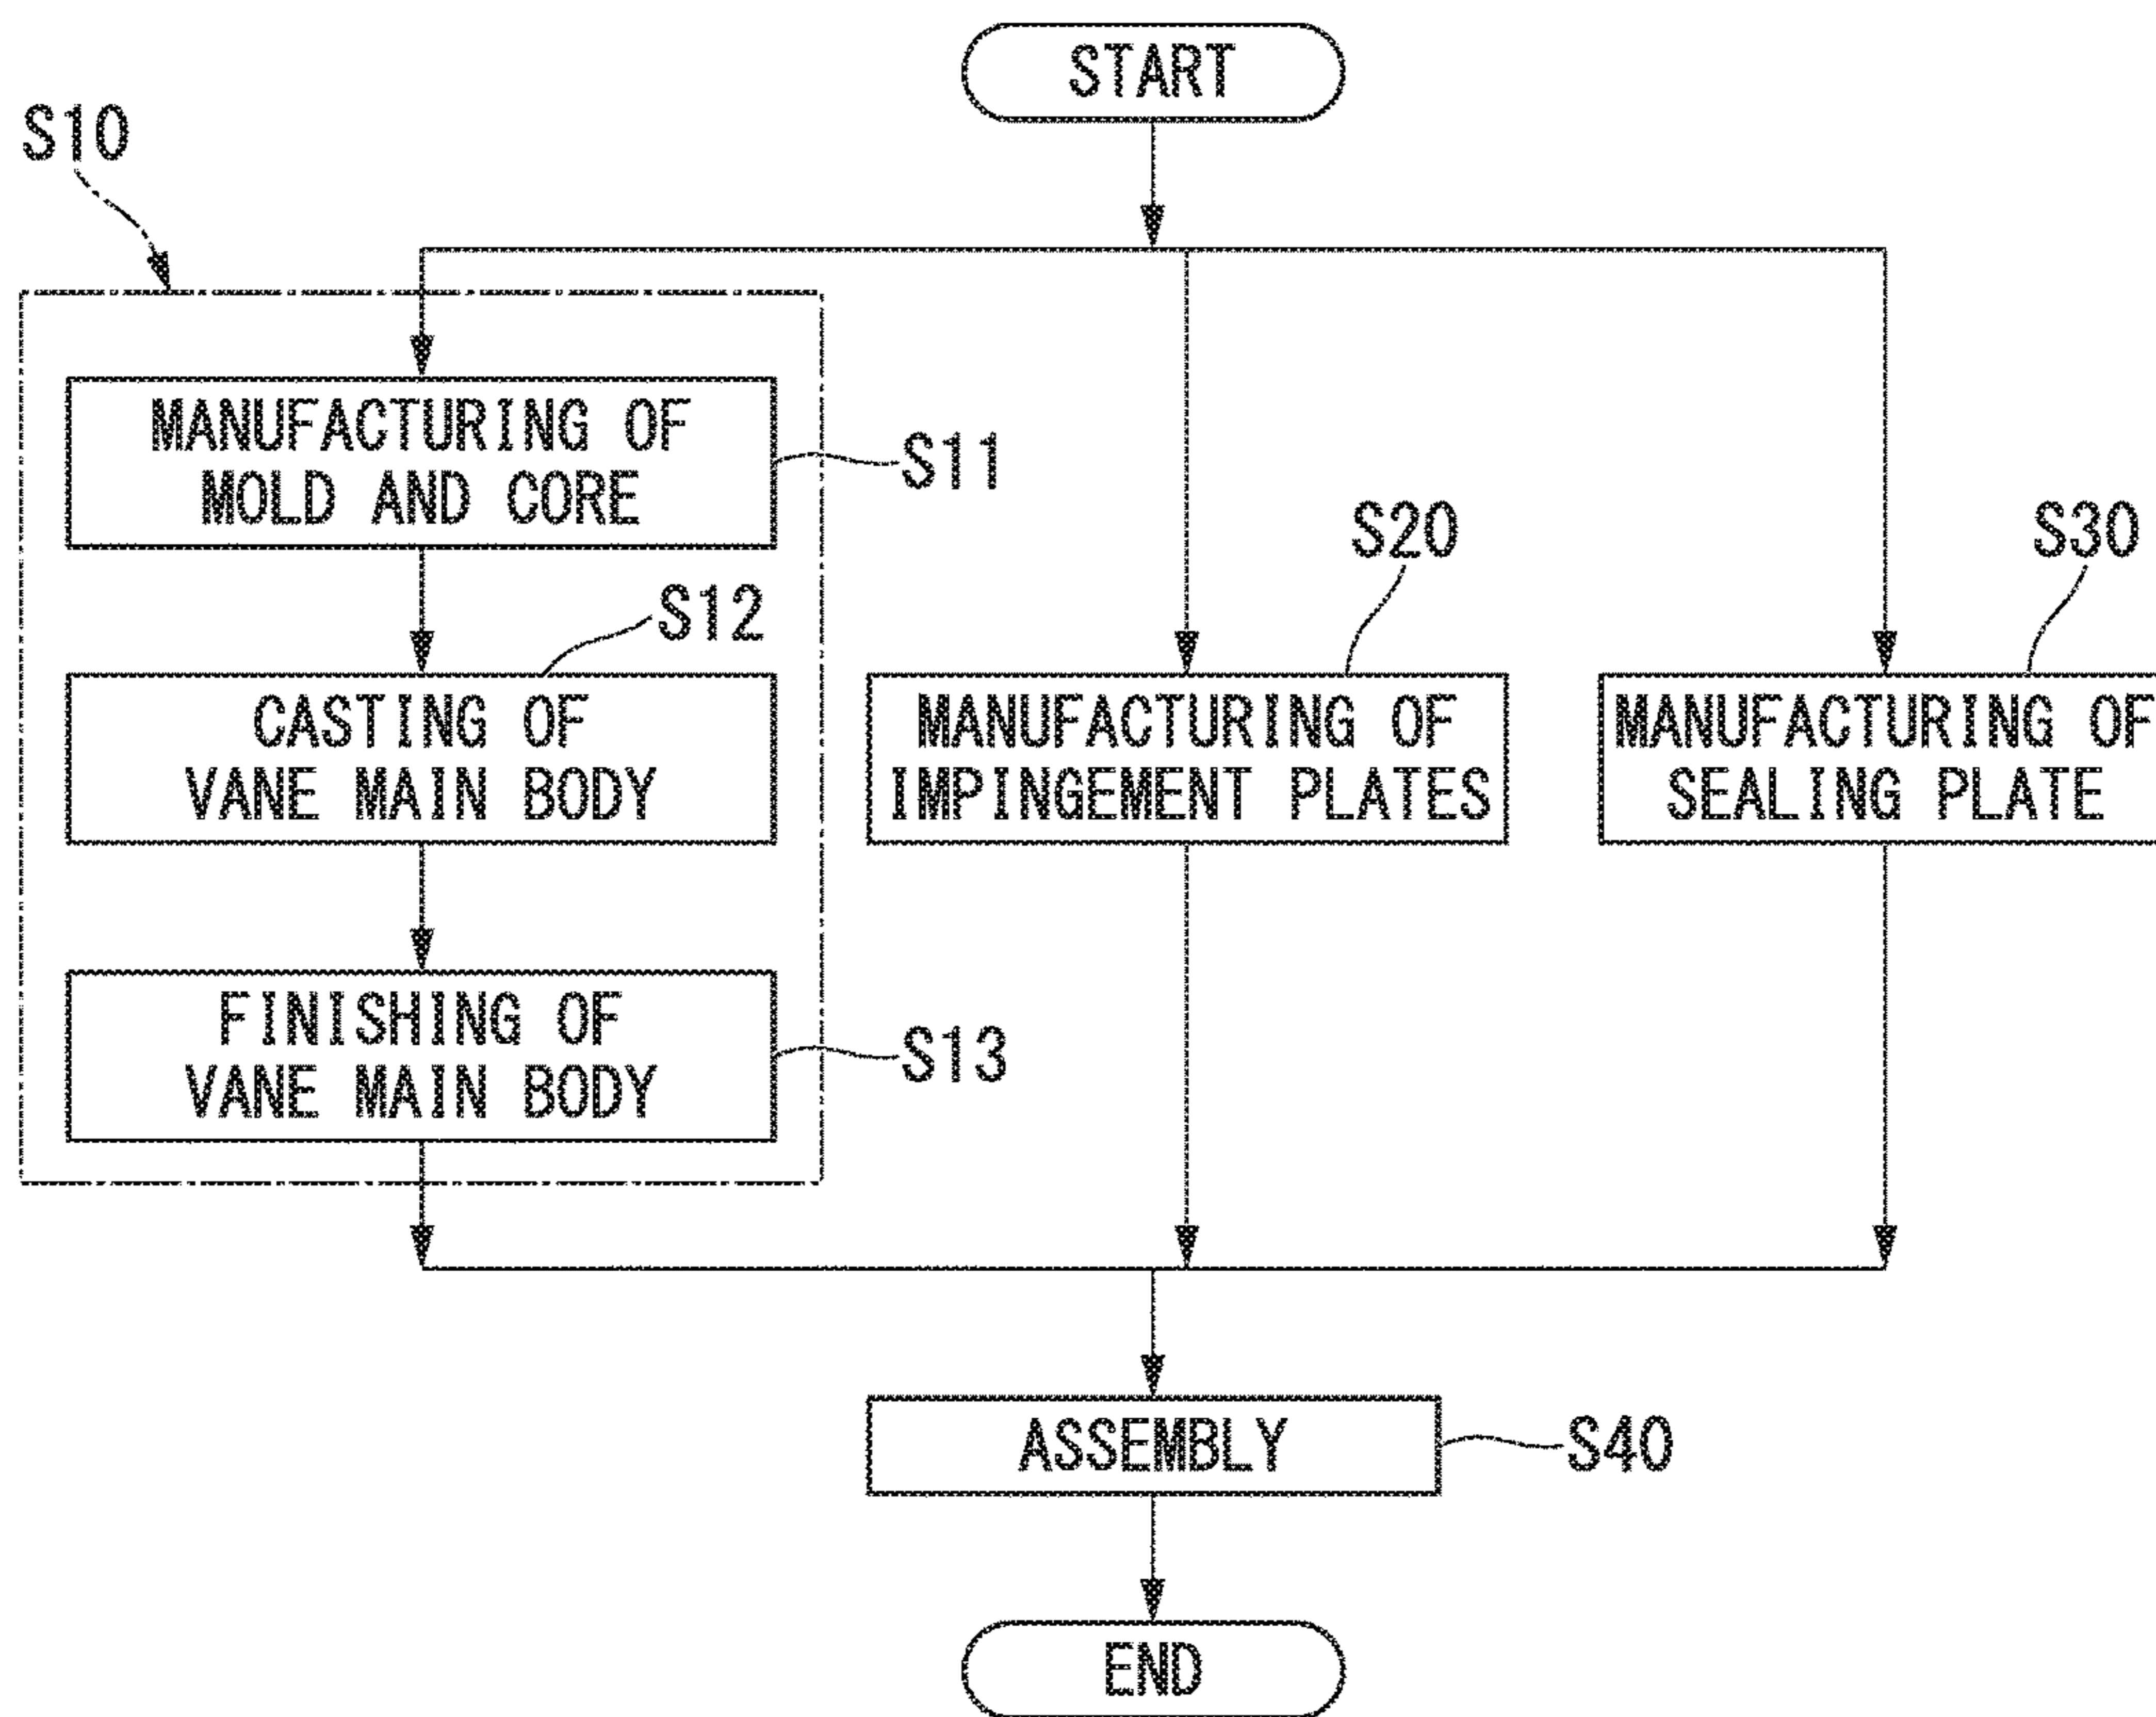 START
S10
MANUFACTURING OF
MOLD AND CORE
S11
S20
S30
S12
CASTING OF
VANE MAIN BODY
MANUFACTURING OF
IMPINGEMENT PLATES
MANUFACTURING OF
SEALING PLATE
FINISHING OF
VANE MAIN BODY
S13
ASSEMBLY
S40
END